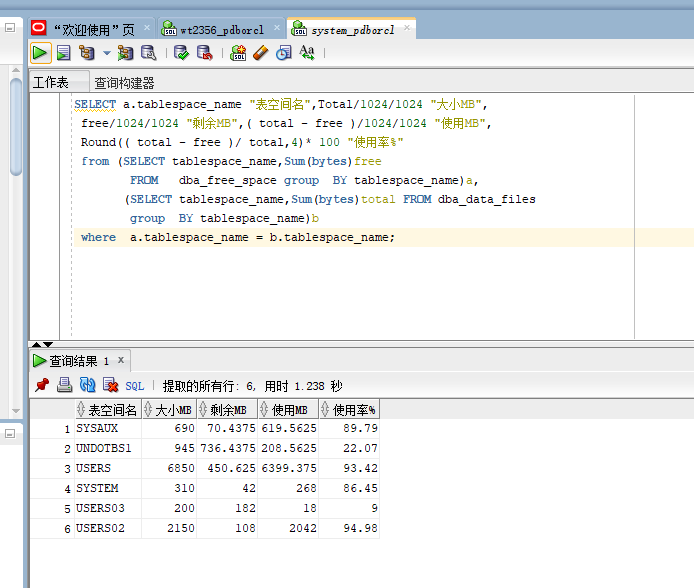 “欢迎使用”页 × wt2356_pdborcl × system_pdborcl ×
工作表 查询构建器
SELECT a.tablespace_name "表空间名",Total/1024/1024 "大小MB",
free/1024/1024 "剩余MB",( total - free )/1024/1024 "使用MB",
Round(( total - free )/ total,4)* 100 "使用率%"
from (SELECT tablespace_name,Sum(bytes)free
FROM dba_free_space group BY tablespace_name)a,
(SELECT tablespace_name,Sum(bytes)total FROM dba_data_files
group BY tablespace_name)b
where a.tablespace_name = b.tablespace_name;
查询结果 1 ×
SQL | 提取的所有行: 6, 用时 1.238 秒
表空间名 大小MB 剩余MB 使用MB 使用率%
1 SYSAUX 690 70.4375 619.5625 89.79
2 UNDOTBS1 945 736.4375 208.5625 22.07
3 USERS 6850 450.625 6399.375 93.42
4 SYSTEM 310 42 268 86.45
5 USERS03 200 182 18 9
6 USERS02 2150 108 2042 94.98